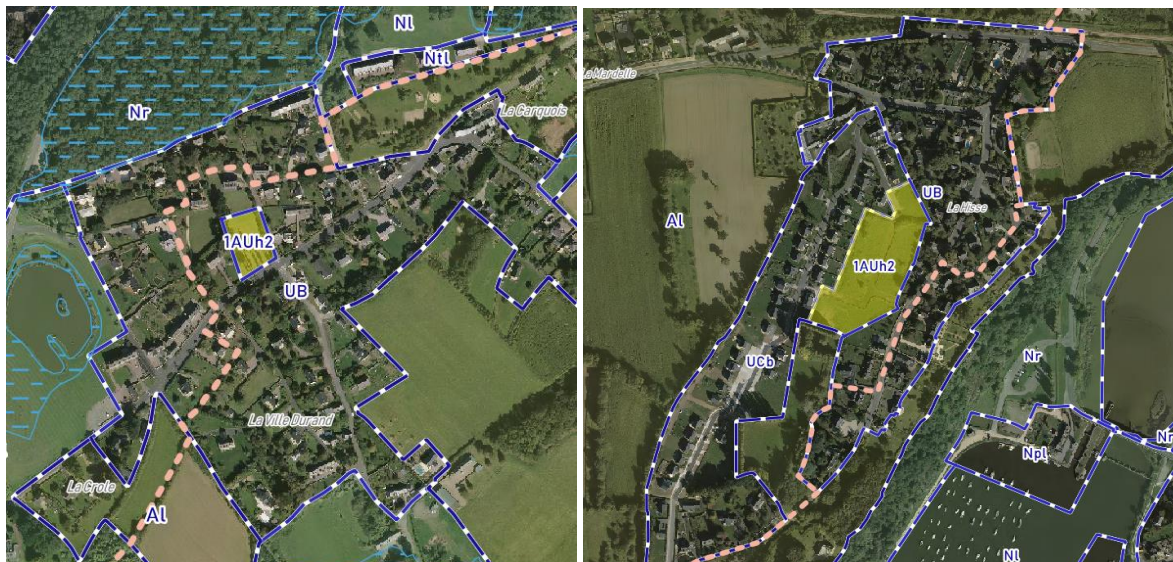 Nl
Ntl
Nr
La Carquois
1AUh2
UB
La Ville Durand
La Croie
Al
La Mardelle
UB
La Hisse
Al
1AUh2
UCb
Nr
Npl
Nr
Nl